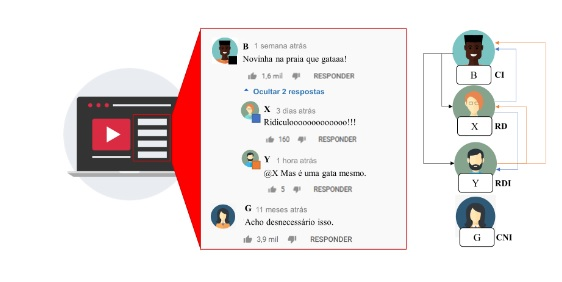 B 1 semana atrás
Novinha na praia que gataaa!
1,6 mil RESPONDER
Ocultar 2 respostas
X 3 dias atrás
Ridiculoooooooooooo!!!
160 RESPONDER
Y 1 hora atrás
@X Mas é uma gata mesmo.
5 RESPONDER
G 11 meses atrás
Acho desnecessário isso.
3,9 mil RESPONDER
B CI
X RD
Y RDI
G CNI